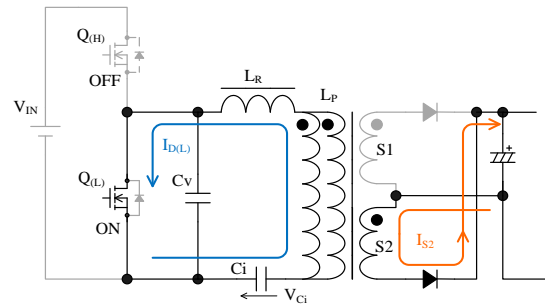 Q(H)
OFF
VIN
LR
LP
ID(L)
S1
Q(L)
CV
ON
S2
IS2
Ci
VCi
+